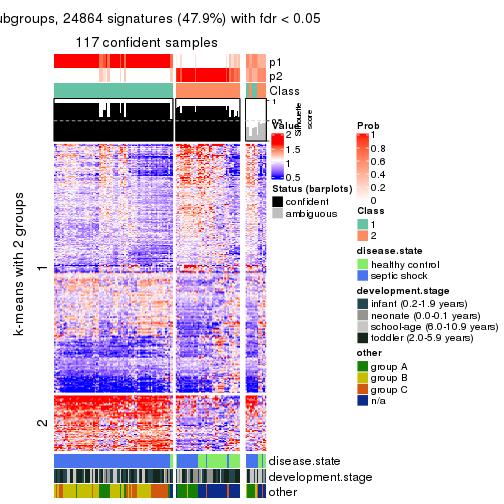 ubgroups, 24864 signatures (47.9%) with fdr < 0.05
117 confident samples
p1
p2
Class
1
0.5
Silhouette
score
k-means with 2 groups
1
2
disease.state
development.stage
other
Value
2
1.5
1
0.5
Status (barplots)
confident
ambiguous
Prob
1
0.8
0.6
0.4
0.2
0
Class
1
2
disease.state
healthy control
septic shock
development.stage
infant (0.2-1.9 years)
neonate (0.0-0.1 years)
school-age (6.0-10.9 years)
toddler (2.0-5.9 years)
other
group A
group B
group C
n/a